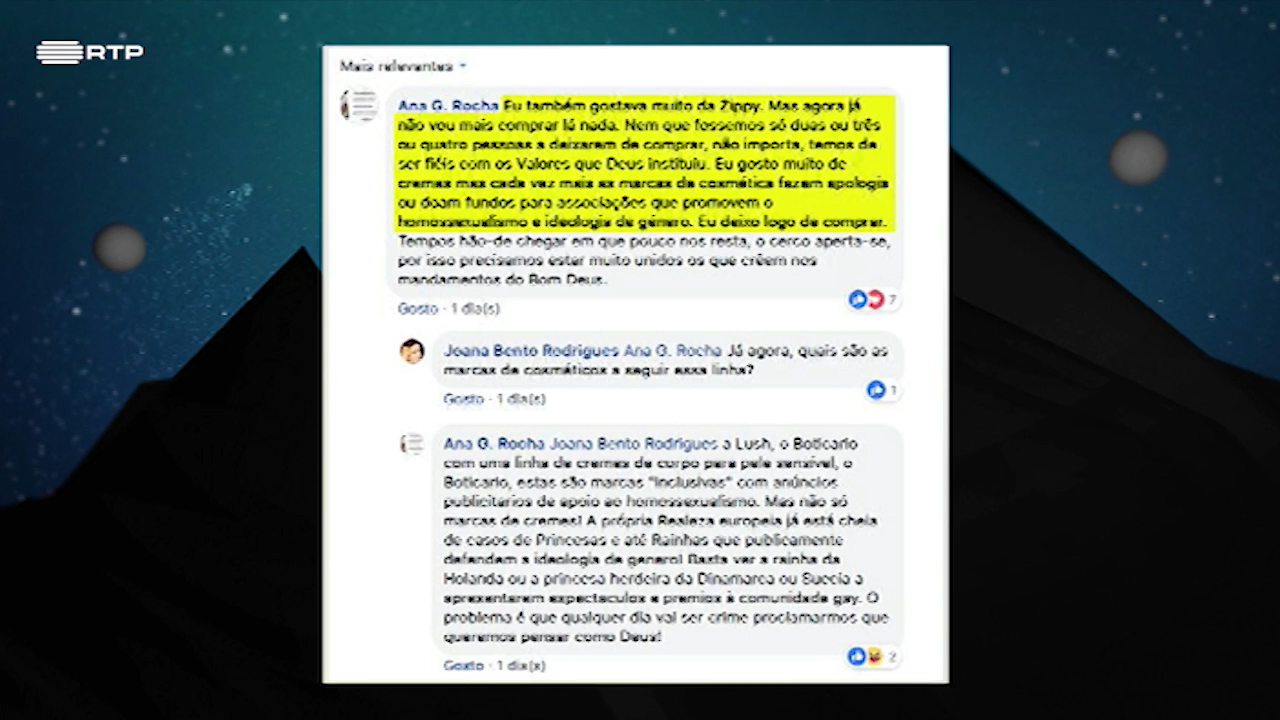 RTP
Mais relevantes
Ana G. Rocha Eu também gostava muito da Zippy. Mas agora já
não vou mais comprar lá nada. Nem que fossemos só duas ou três
ou quatro pessoas a deixarem de comprar, não importa, temos de
ser fiéis com os Valores que Deus instituiu. Eu gosto muito de
cremes mas cada vez mais as marcas de cosmética fazem apologia
ou doam fundos para associações que promovem o
homossexualismo e ideologia de género. Eu deixo logo de comprar.
Tempos hão-de chegar em que pouco nos resta, o cerco aperta-se,
por isso precisamos estar muito unidos os que crêem nos
mandamentos do Bom Deus.
Gosto · 1 dia(s)
7
Joana Bento Rodrigues Ana G. Rocha Já agora, quais são as
marcas de cosméticos a seguir essa linha?
1
Gosto · 1 dia(s)
Ana G. Rocha Joana Bento Rodrigues a Lush, o Boticario
com uma linha de cremes de corpo para pele sensivel, o
Boticario, estas são marcas "inclusivas" com anúncios
publicitarios de apoio ao homossexualismo. Mas não só
marcas de cremes! A própria Realeza europeia já está cheia
de casos de Princesas e até Rainhas que publicamente
defendem a ideologia de genero! Basta ver a rainha da
Holanda ou a princesa herdeira da Dinamarca ou Suecia a
apresentarem espectaculos e premios à comunidade gay. O
problema é que qualquer dia vai ser crime proclamarmos que
queremos pensar como Deus!
2
Gosto · 1 dia(s)